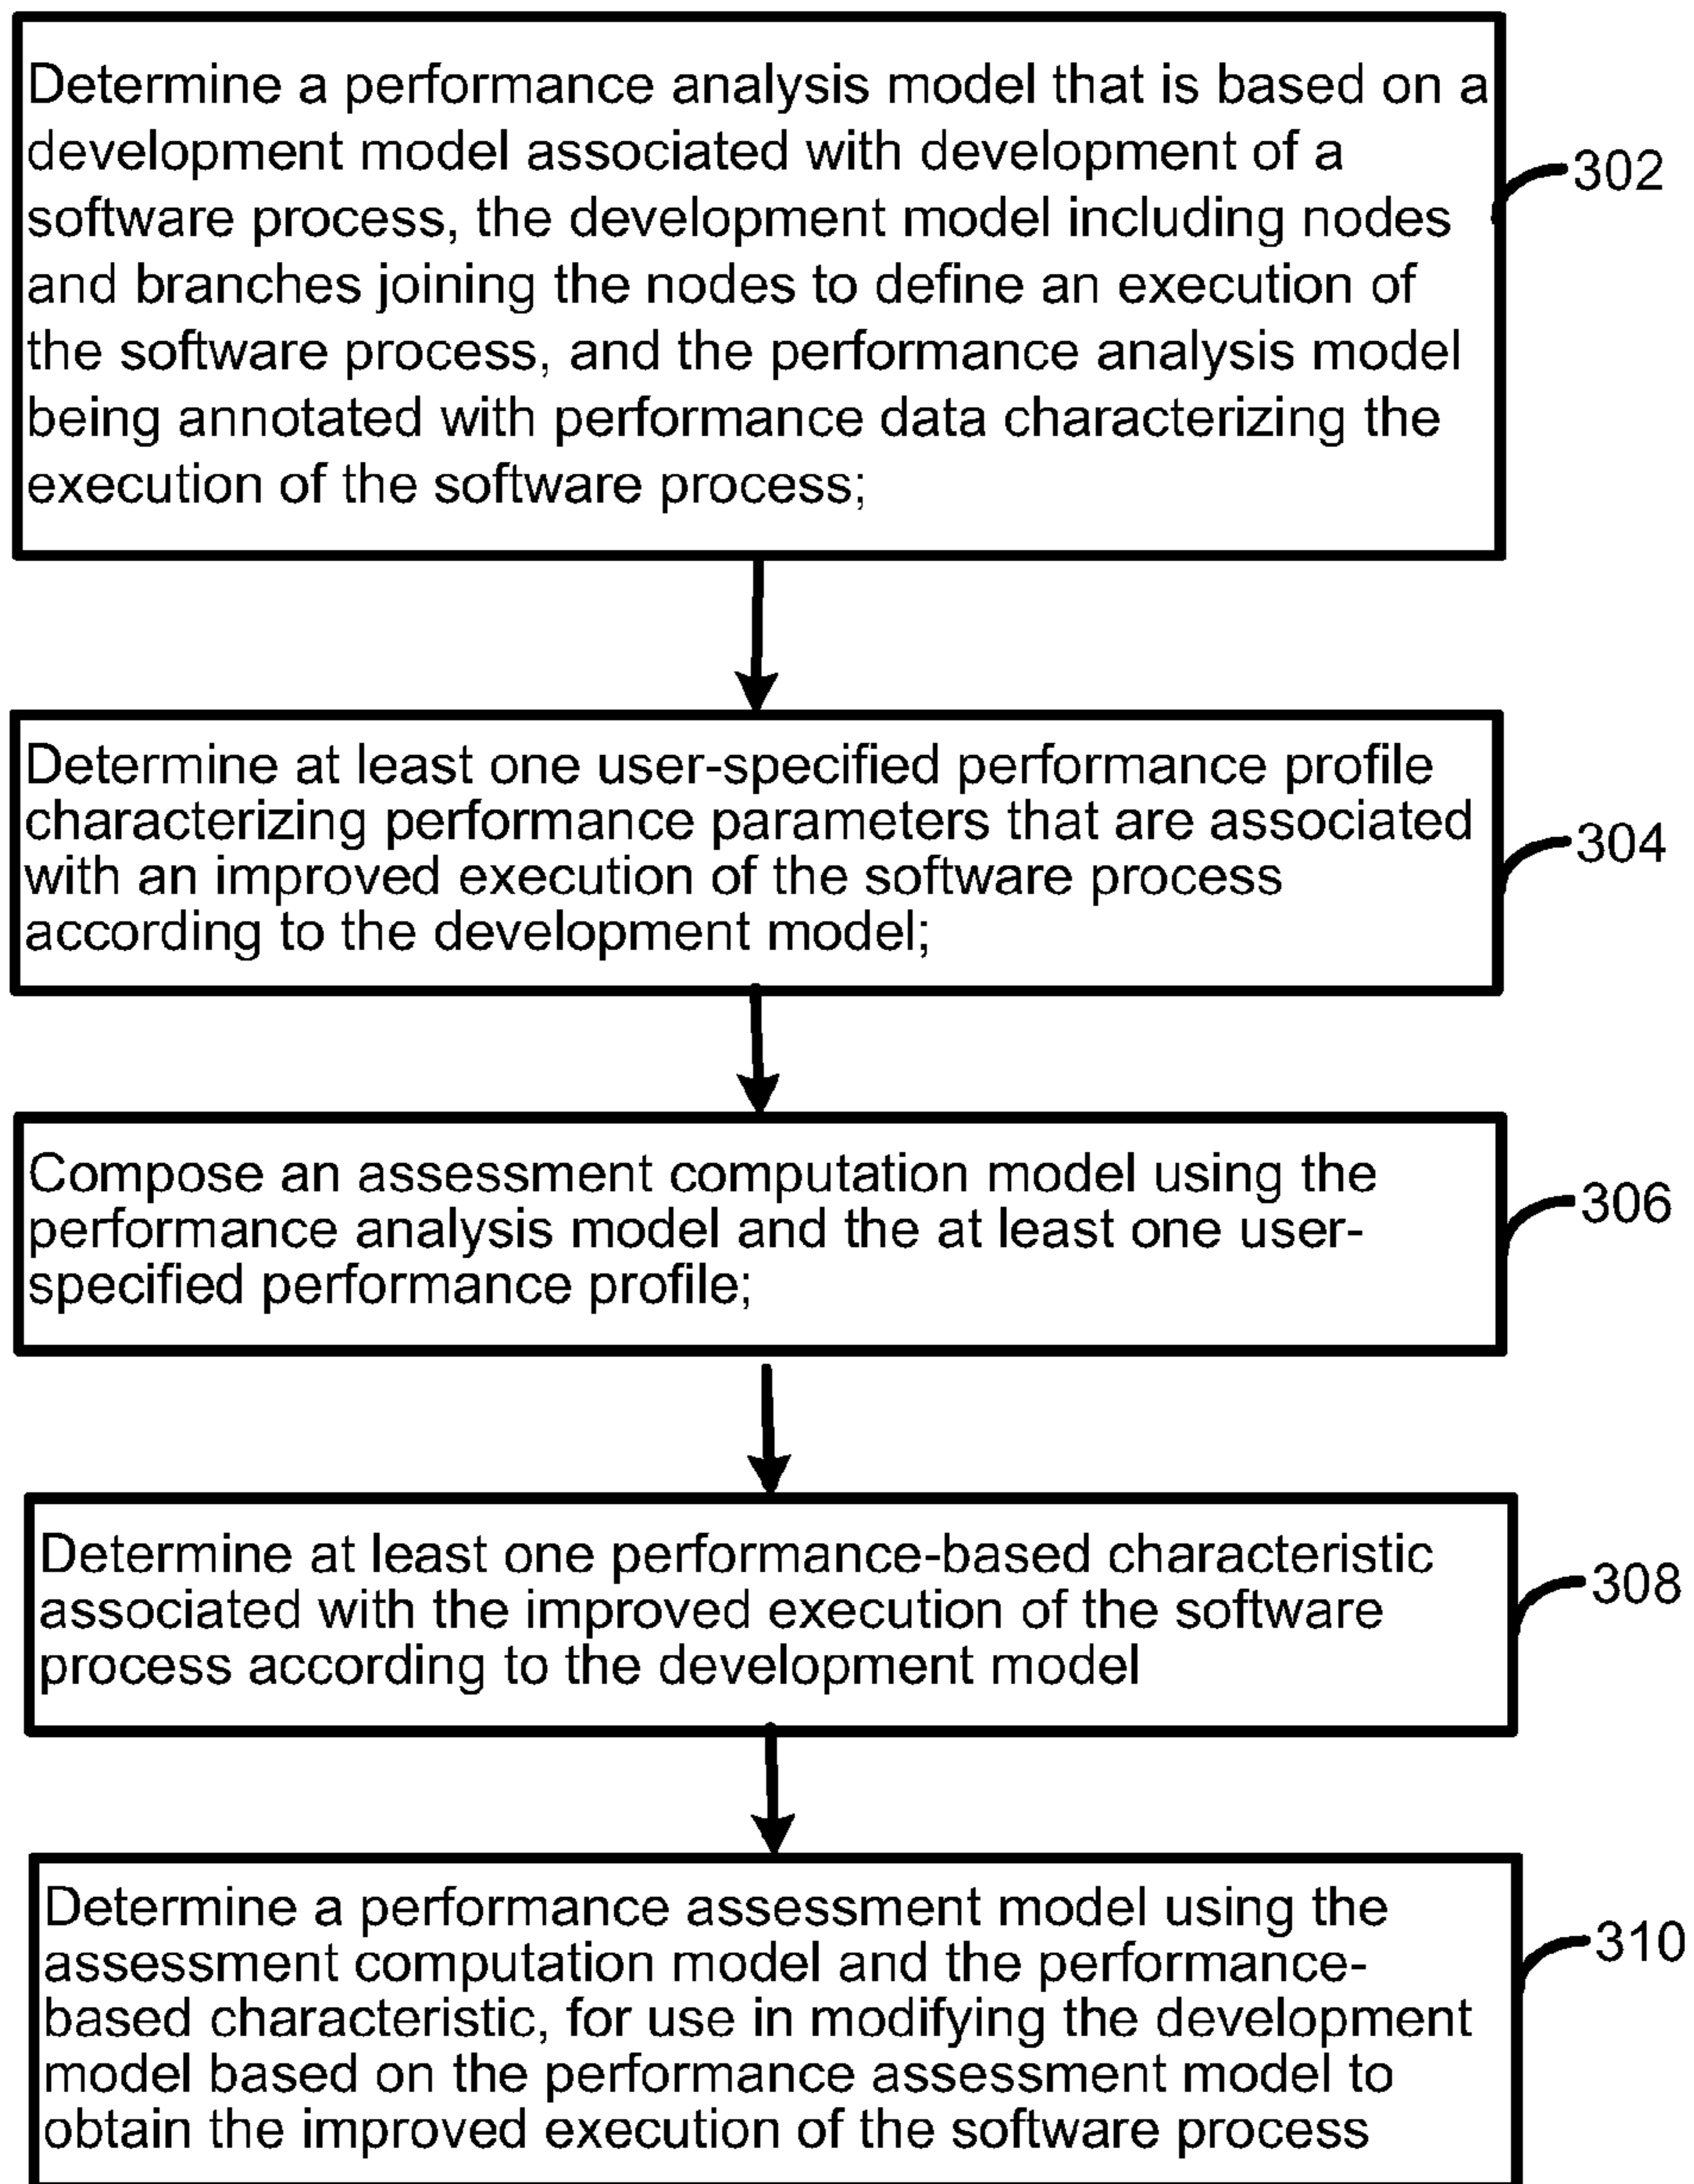 Determine a performance analysis model that is based on a
development model associated with development of a
software process, the development model including nodes
and branches joining the nodes to define an execution of
the software process, and the performance analysis model
being annotated with performance data characterizing the
execution of the software process;
302
Determine at least one user-specified performance profile
characterizing performance parameters that are associated
with an improved execution of the software process
according to the development model;
304
Compose an assessment computation model using the
performance analysis model and the at least one user-
specified performance profile;
306
Determine at least one performance-based characteristic
associated with the improved execution of the software
process according to the development model
308
Determine a performance assessment model using the
assessment computation model and the performance-
based characteristic, for use in modifying the development
model based on the performance assessment model to
obtain the improved execution of the software process
310